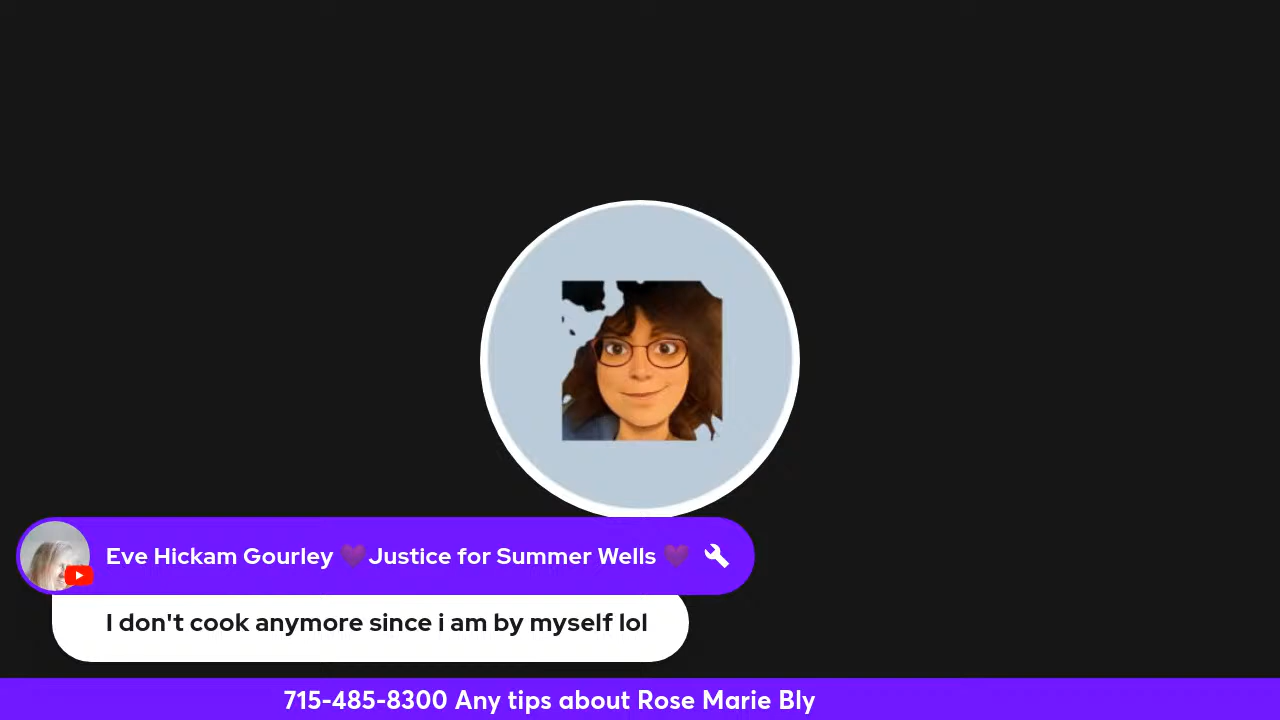 Eve Hickam Gourley 💜Justice for Summer Wells 💜
I don't cook anymore since i am by myself lol
715-485-8300 Any tips about Rose Marie Bly